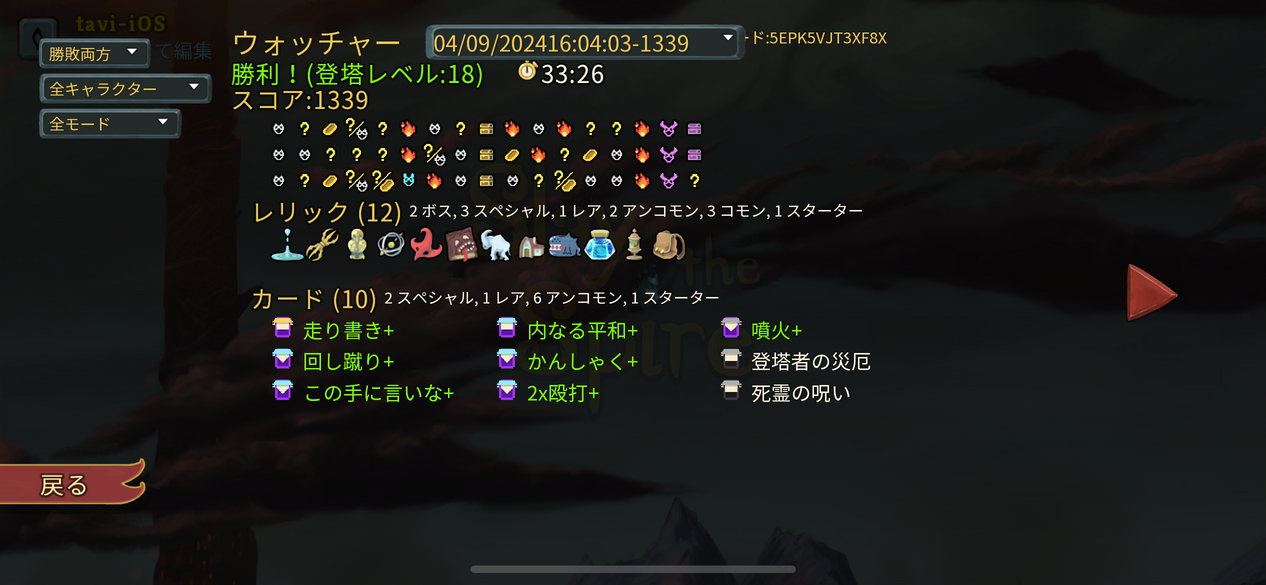 tavi-iOS
勝敗両方
て編集
ウォッチャー 04/09/202416:04:03-1339 ード:5EPK5VJT3XF8X
全キャラクター
勝利！(登塔レベル:18) 33:26
全モード
スコア:1339
レリック (12) 2 ボス, 3 スペシャル, 1 レア, 2 アンコモン, 3 コモン, 1 スターター
カード (10) 2 スペシャル, 1 レア, 6 アンコモン, 1 スターター
走り書き+ 内なる平和+ 噴火+
回し蹴り+ かんしゃく+ 登塔者の災厄
この手に言いな+ 2x殴打+ 死霊の呪い
戻る
the
Spire